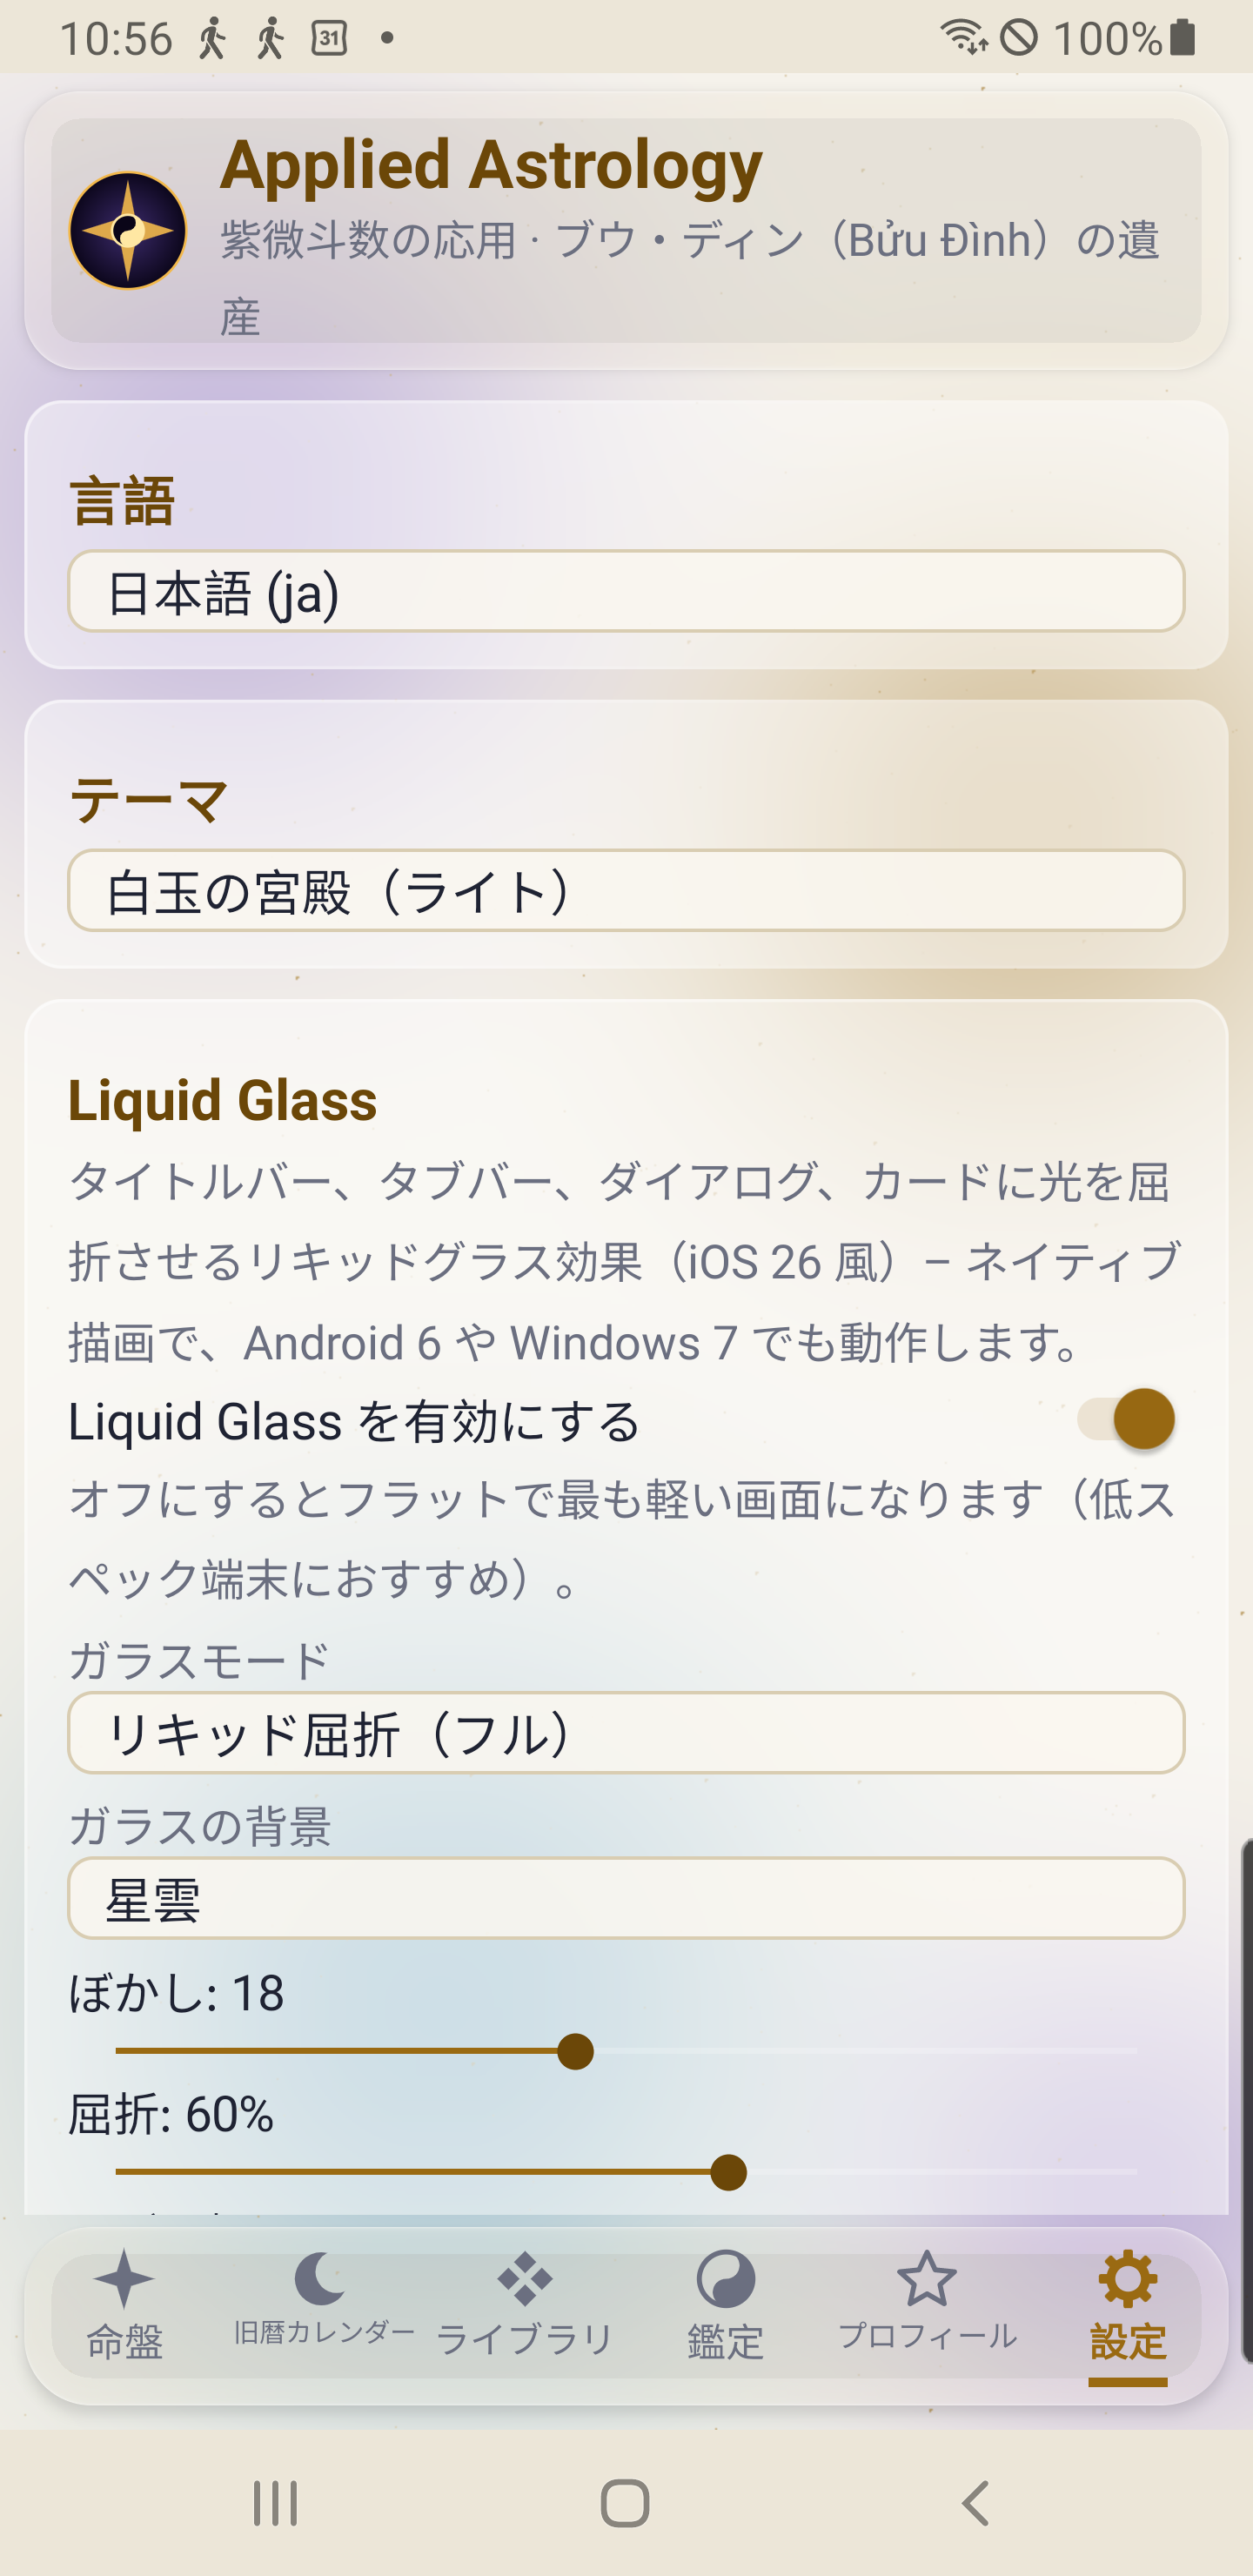 10:56
31
100%
Applied Astrology
紫微斗数の応用 · ブウ・ディン（Bửu Đình）の遺
産
言語
日本語 (ja)
テーマ
白玉の宮殿（ライト）
Liquid Glass
タイトルバー、タブバー、ダイアログ、カードに光を屈
折させるリキッドグラス効果（iOS 26 風）– ネイティブ
描画で、Android 6 や Windows 7 でも動作します。
Liquid Glass を有効にする
オフにするとフラットで最も軽い画面になります（低ス
ペック端末におすすめ）。
ガラスモード
リキッド屈折（フル）
ガラスの背景
星雲
ぼかし: 18
屈折: 60%
命盤
旧暦カレンダー
ライブラリ
鑑定
プロフィール
設定